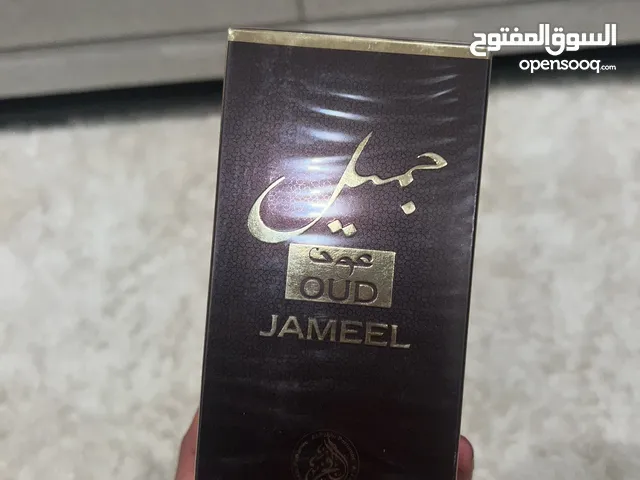 السوق المفتوح
opensooq.com
جميل
عود
OUD
JAMEEL